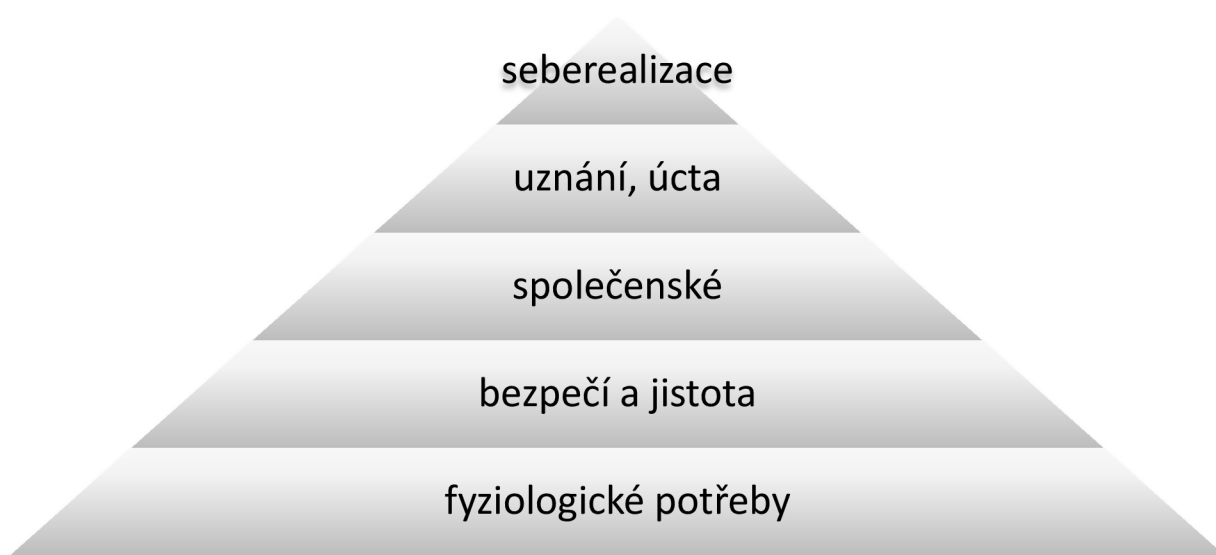 seberealizace
uznání, úcta
společenské
bezpečí a jistota
fyziologické potřeby